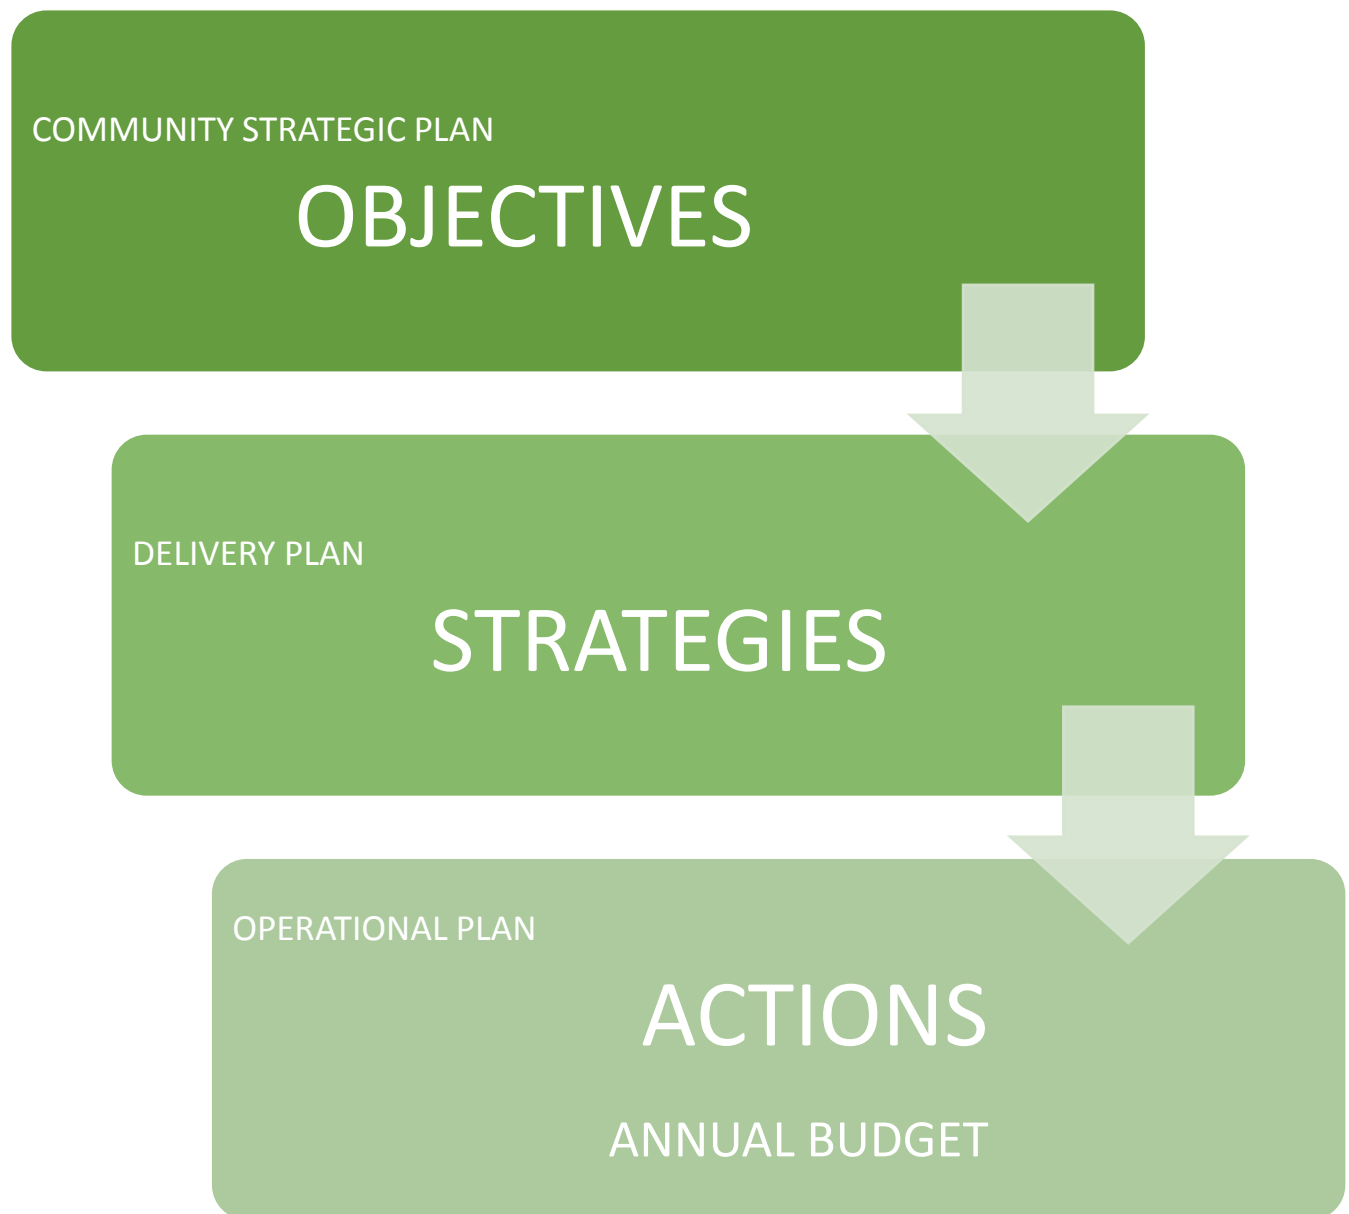 COMMUNITY STRATEGIC PLAN
OBJECTIVES
DELIVERY PLAN
STRATEGIES
OPERATIONAL PLAN
ACTIONS
ANNUAL BUDGET